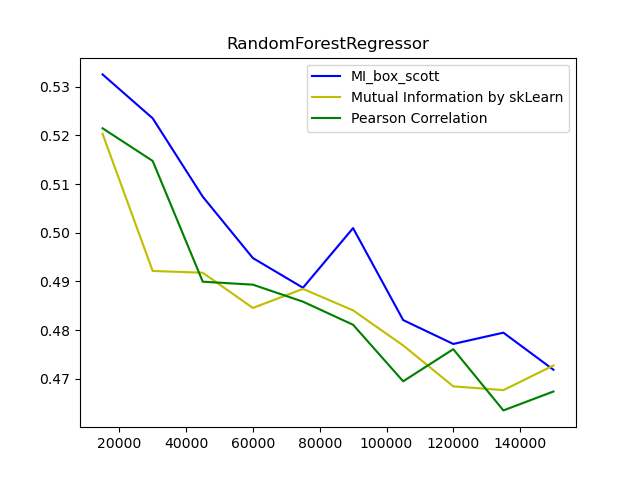 RandomForestRegressor
MI_box_scott
Mutual Information by skLearn
Pearson Correlation
0.53
0.52
0.51
0.50
0.49
0.48
0.47
20000 40000 60000 80000 100000 120000 140000